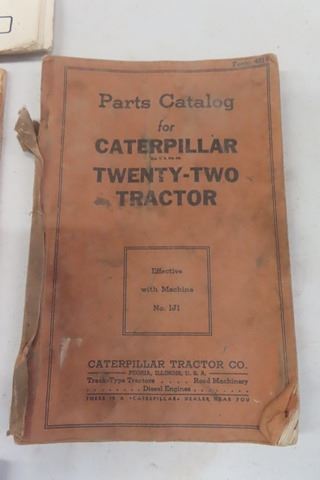 Parts Catalog
for
CATERPILLAR
TWENTY-TWO
TRACTOR
Effective
with Machine
No. 1J1
CATERPILLAR TRACTOR CO.
PEORIA, ILLINOIS, U. S. A.
Track-Type Tractors . . . . Road Machinery
. . . . . . . . Diesel Engines . . . . . . . .
THERE IS A "CATERPILLAR" DEALER NEAR YOU